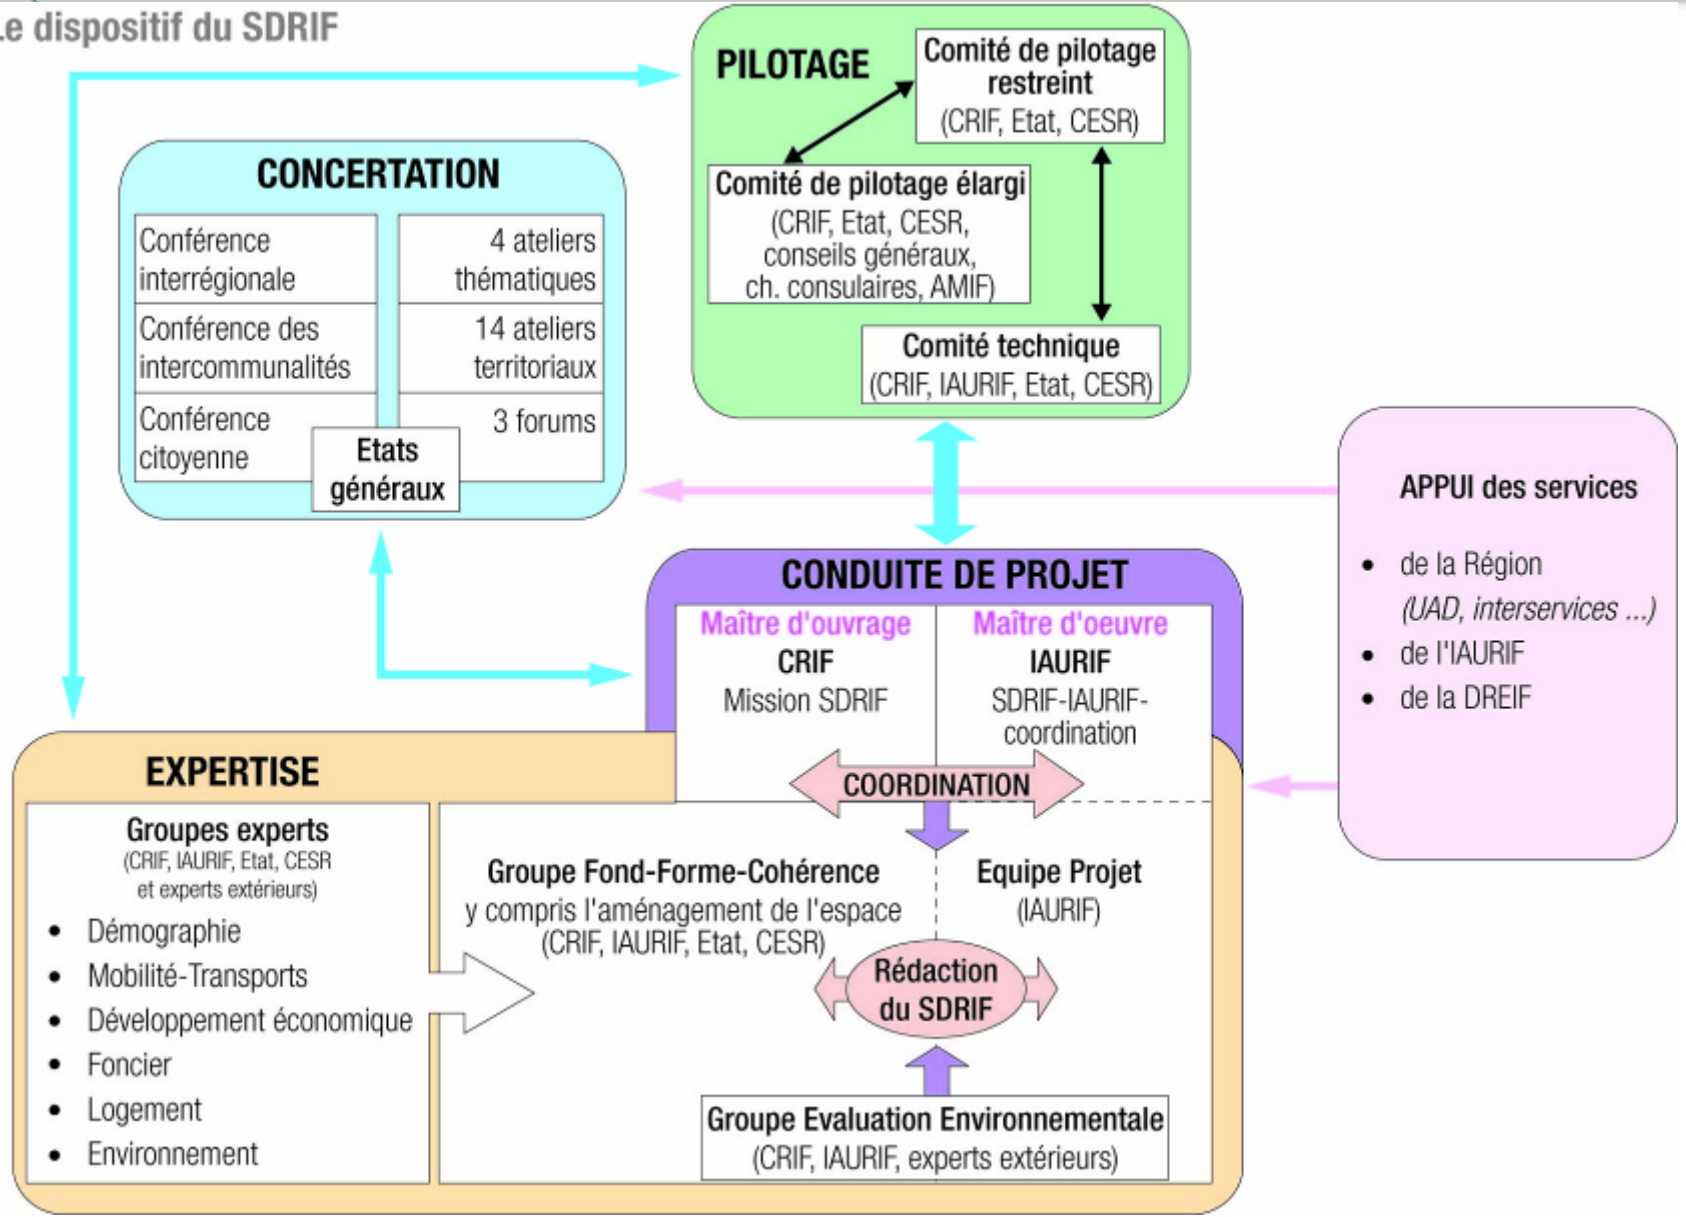 Le dispositif du SDRIF
PILOTAGE
Comité de pilotage
restreint
(CRIF, Etat, CESR)
Comité de pilotage élargi
(CRIF, Etat, CESR,
conseils généraux,
ch. consulaires, AMIF)
Comité technique
(CRIF, IAURIF, Etat, CESR)
CONCERTATION
Conférence
interrégionale
4 ateliers
thématiques
Conférence des
intercommunalités
14 ateliers
territoriaux
Conférence
citoyenne
3 forums
Etats
généraux
APPUI des services
• de la Région
(UAD, interservices ...)
• de l'IAURIF
• de la DREIF
CONDUITE DE PROJET
Maître d'ouvrage
CRIF
Mission SDRIF
Maître d'oeuvre
IAURIF
SDRIF-IAURIF-
coordination
COORDINATION
EXPERTISE
Groupes experts
(CRIF, IAURIF, Etat, CESR
et experts extérieurs)
• Démographie
• Mobilité-Transports
• Développement économique
• Foncier
• Logement
• Environnement
Groupe Fond-Forme-Cohérence
y compris l'aménagement de l'espace
(CRIF, IAURIF, Etat, CESR)
Equipe Projet
(IAURIF)
Rédaction
du SDRIF
Groupe Evaluation Environnementale
(CRIF, IAURIF, experts extérieurs)